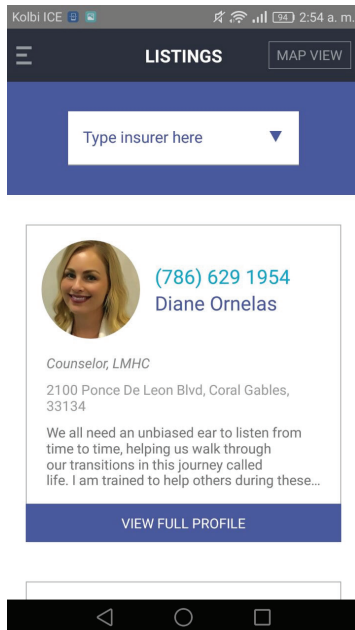 Kolbi ICE 94 2:54 a. m.
LISTINGS MAP VIEW
Type insurer here
(786) 629 1954
Diane Ornelas
Counselor, LMHC
2100 Ponce De Leon Blvd, Coral Gables,
33134
We all need an unbiased ear to listen from
time to time, helping us walk through
our transitions in this journey called
life. I am trained to help others during these...
VIEW FULL PROFILE